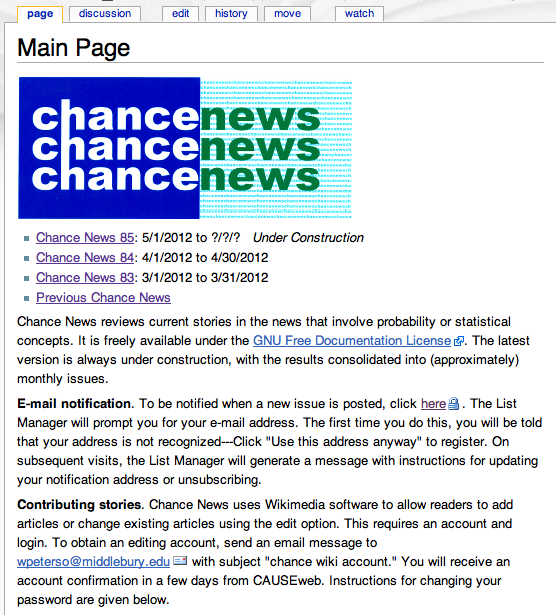 page discussion edit history move watch
Main Page
chancenews
chancenews
chancenews
Chance News 85: 5/1/2012 to ?/?/? Under Construction
Chance News 84: 4/1/2012 to 4/30/2012
Chance News 83: 3/1/2012 to 3/31/2012
Previous Chance News
Chance News reviews current stories in the news that involve probability or statistical
concepts. It is freely available under the GNU Free Documentation License. The latest
version is always under construction, with the results consolidated into (approximately)
monthly issues.
E-mail notification. To be notified when a new issue is posted, click here. The List
Manager will prompt you for your e-mail address. The first time you do this, you will be told
that your address is not recognized---Click "Use this address anyway" to register. On
subsequent visits, the List Manager will generate a message with instructions for updating
your notification address or unsubscribing.
Contributing stories. Chance News uses Wikimedia software to allow readers to add
articles or change existing articles using the edit option. This requires an account and
login. To obtain an editing account, send an email message to
wpeterso@middlebury.edu with subject "chance wiki account." You will receive an
account confirmation in a few days from CAUSEweb. Instructions for changing your
password are given below.